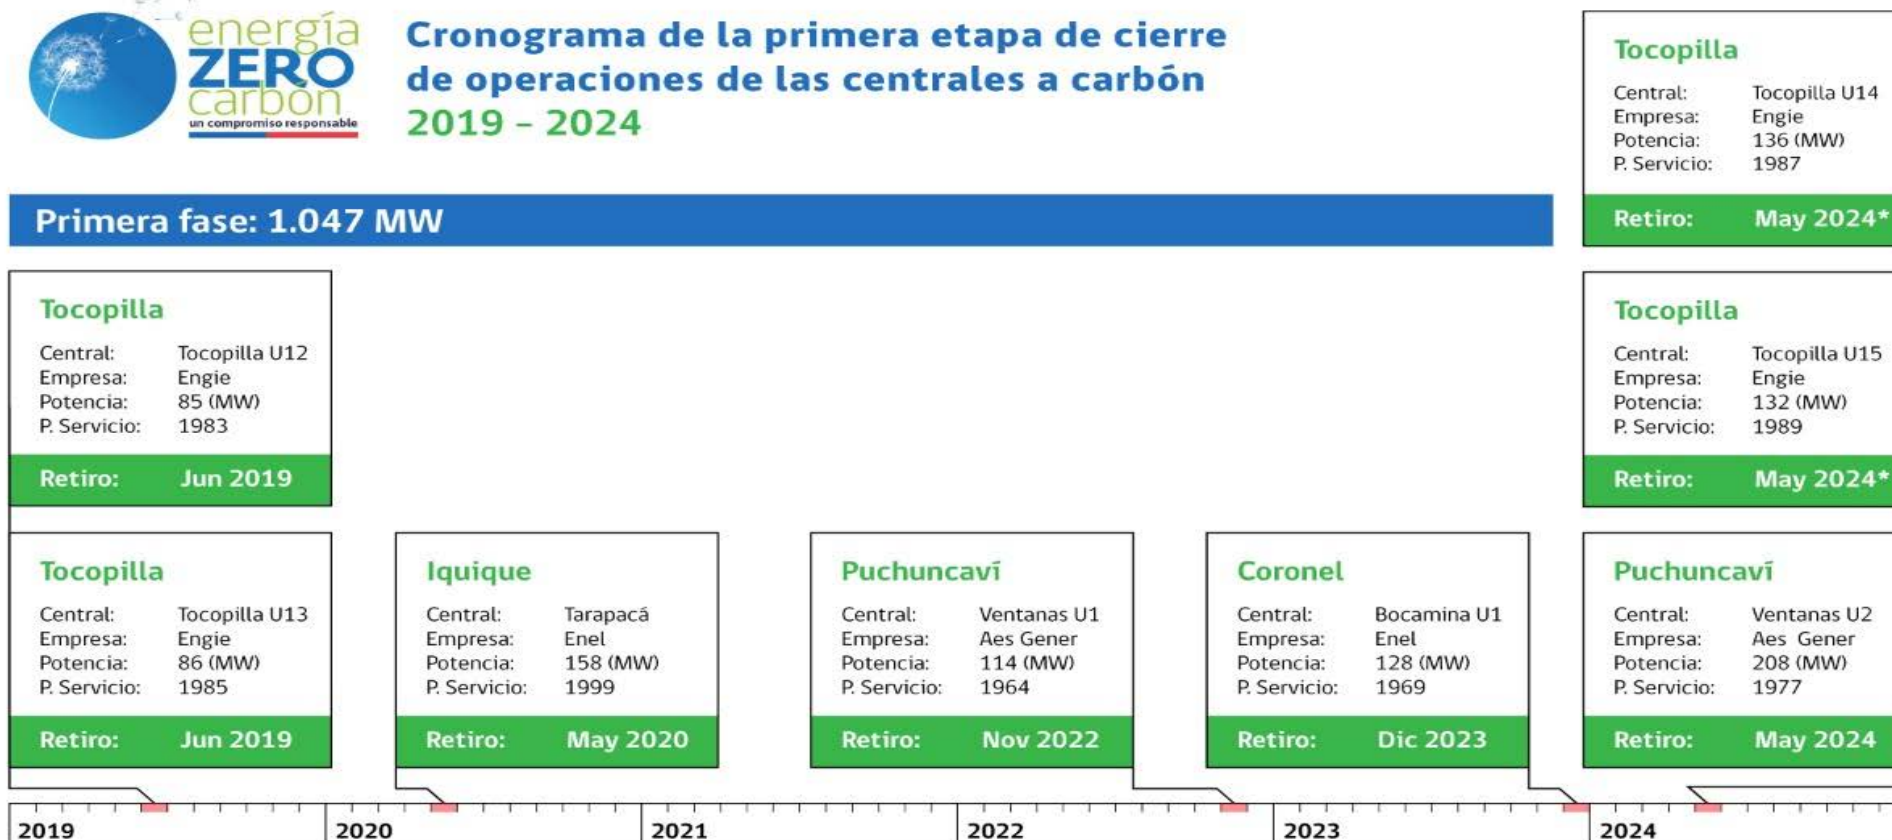 energía
ZERO
carbón
un compromiso responsable
Cronograma de la primera etapa de cierre
de operaciones de las centrales a carbón
2019 – 2024
Primera fase: 1.047 MW
Tocopilla
Central: Tocopilla U14
Empresa: Engie
Potencia: 136 (MW)
P. Servicio: 1987
Retiro: May 2024*
Tocopilla
Central: Tocopilla U12
Empresa: Engie
Potencia: 85 (MW)
P. Servicio: 1983
Retiro: Jun 2019
Tocopilla
Central: Tocopilla U15
Empresa: Engie
Potencia: 132 (MW)
P. Servicio: 1989
Retiro: May 2024*
Tocopilla
Central: Tocopilla U13
Empresa: Engie
Potencia: 86 (MW)
P. Servicio: 1985
Retiro: Jun 2019
Iquique
Central: Tarapacá
Empresa: Enel
Potencia: 158 (MW)
P. Servicio: 1999
Retiro: May 2020
Puchuncaví
Central: Ventanas U1
Empresa: Aes Gener
Potencia: 114 (MW)
P. Servicio: 1964
Retiro: Nov 2022
Coronel
Central: Bocamina U1
Empresa: Enel
Potencia: 128 (MW)
P. Servicio: 1969
Retiro: Dic 2023
Puchuncaví
Central: Ventanas U2
Empresa: Aes Gener
Potencia: 208 (MW)
P. Servicio: 1977
Retiro: May 2024
2019 2020 2021 2022 2023 2024